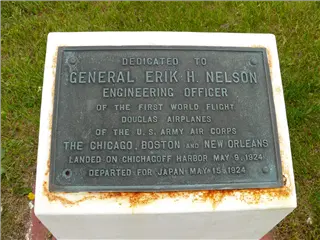 DEDICATED TO
GENERAL ERIK H. NELSON
ENGINEERING OFFICER
OF THE FIRST WORLD FLIGHT
DOUGLAS AIRPLANES
OF THE U.S. ARMY AIR CORPS
THE CHICAGO, BOSTON AND NEW ORLEANS
LANDED ON CHICHAGOFF HARBOR MAY 9, 1924
DEPARTED FOR JAPAN MAY 15, 1924